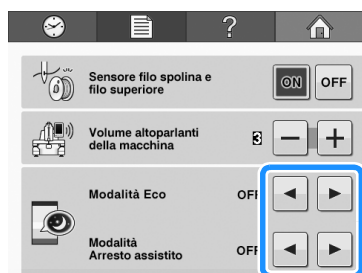 ?
Sensore filo spolina e
filo superiore
ON OFF
Volume altoparlanti
della macchina
3 − +
Modalità Eco
OFF
Modalità
Arresto assistito
OFF